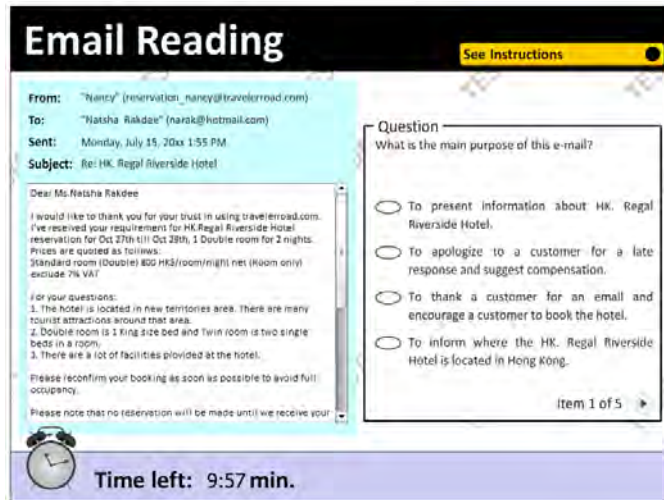 Email Reading
See Instructions
From: "Nancy" (reservation_nancy@travelerroad.com)
To: "Natsha Rakdee" (narak@hotmail.com)
Sent: Monday, July 15, 20xx 1:55 PM
Subject: Re: HK. Regal Riverside Hotel
Dear Ms.Natsha Rakdee
I would like to thank you for your trust in using travelerroad.com.
I've received your requirement for HK.Regal Riverside Hotel
reservation for Oct 27th till Oct 29th, 1 Double room for 2 nights.
Prices are quoted as follows:
Standard room (Double) 800 HK$/room/night net (Room only)
exclude 7% VAT
For your questions:
1. The hotel is located in new territories area. There are many
tourist attractions around that area.
2. Double room is 1 King size bed and Twin room is two single
beds in a room.
3. There are a lot of facilities provided at the hotel.
Please reconfirm your booking as soon as possible to avoid full
occupancy.
Please note that no reservation will be made until we receive your
Question
What is the main purpose of this e-mail?
To present information about HK. Regal
Riverside Hotel.
To apologize to a customer for a late
response and suggest compensation.
To thank a customer for an email and
encourage a customer to book the hotel.
To inform where the HK. Regal Riverside
Hotel is located in Hong Kong.
Item 1 of 5
Time left: 9:57 min.